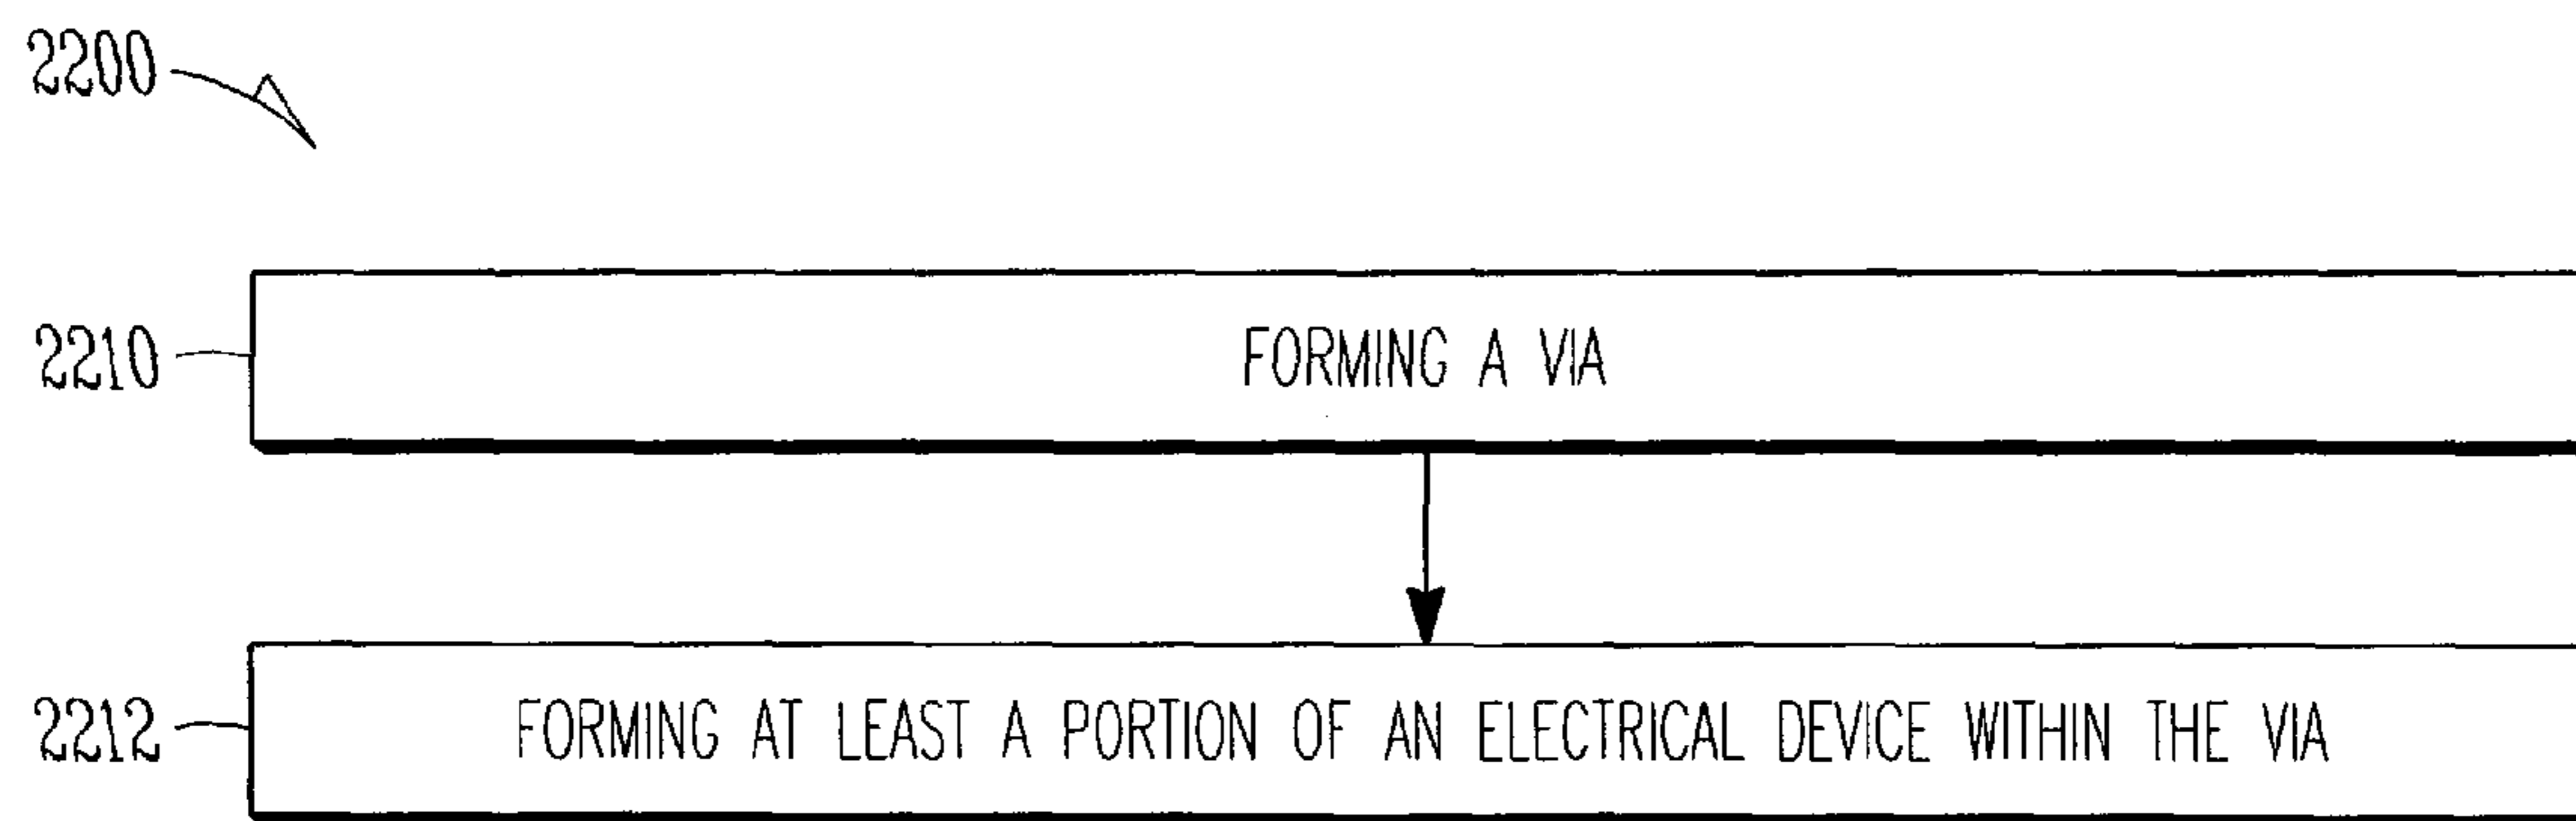 2200
2210 FORMING A VIA
2212 FORMING AT LEAST A PORTION OF AN ELECTRICAL DEVICE WITHIN THE VIA